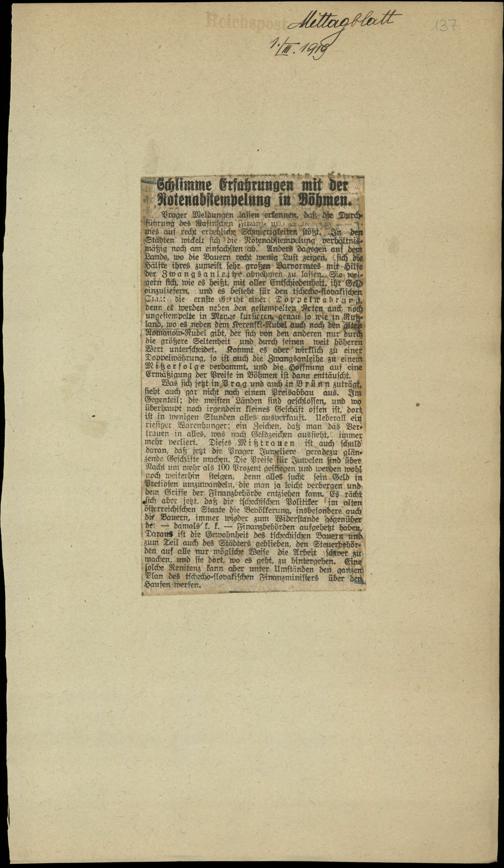 Reichspost Mittagblatt
1./III. 1919
137
Schlimme Erfahrungen mit der
Notenabstempelung in Böhmen.
Prager Meldungen lassen erkennen, daß die Durch-
führung des Rasinschen
nes auf recht erhebliche Schwierigkeiten stößt. In den
Städten wickelt sich die Notenabstempelung verhältnis-
mäßig noch am einfachsten ab. Anders dagegen auf dem
Lande, wo die Bauern recht wenig Lust zeigen, sich die
Hälfte ihres zumeist sehr großen Barvorrates mit Hilfe
der Zwangsanleihe abnehmen zu lassen. Sie wei-
gern sich, wie es heißt, mit aller Entschiedenheit, ihr Geld
einzuliefern, und es besteht für den tschecho-slovakischen
Staat die ernste Gefahr einer Doppelwährung,
denn es werden neben den gestempelten Noten auch noch
ungestempelte in Menge kursieren, genau so wie in Ruß-
land, wo es neben dem Kerenski-Rubel auch noch den alten
Romanow-Rubel gibt, der sich von den anderen nur durch
die größere Seltenheit und durch seinen weit höheren
Wert unterscheidet. Kommt es aber wirklich zu einer
Doppelwährung, so ist auch die Zwangsanleihe zu einem
Mißerfolge verdammt, und die Hoffnung auf eine
Ermäßigung der Preise in Böhmen ist dann enttäuscht.
Was sich jetzt in Prag und auch in Brünn zuträgt,
sieht auch gar nicht nach einem Preisabbau aus. Im
Gegenteil: die meisten Läden sind geschlossen, und wo
überhaupt noch irgendein kleines Geschäft offen ist, dort
ist in wenigen Stunden alles ausverkauft. Ueberall ein
riesiger Warenhunger; ein Zeichen, daß man das Ver-
trauen in alles, was nach Geldzeichen aussieht, immer
mehr verliert. Dieses Mißtrauen ist auch schuld
daran, daß jetzt die Prager Juweliere geradezu glän-
zende Geschäfte machen. Die Preise für Juwelen sind über
Nacht um mehr als 100 Prozent gestiegen und werden wohl
noch weiterhin steigen, denn alles sucht sein Geld in
Preziosen umzuwandeln, die man ja leicht verbergen und
dem Griffe der Finanzbehörde entziehen kann. Es rächt
sich aber jetzt, daß die tschechischen Politiker im alten
österreichischen Staate die Bevölkerung, insbesondere auch
die Bauern, immer wieder zum Widerstande gegenüber
den — damals k. k. — Finanzbehörden aufgehetzt haben.
Daraus ist die Gewohnheit des tschechischen Bauern und
zum Teil auch des Städters geblieben, den Steuerbehör-
den auf alle nur mögliche Weise die Arbeit schwer zu
machen, und sie dort, wo es geht, zu hintergehen. Eine
solche Renitenz kann aber unter Umständen den ganzen
Plan des tschecho-slovakischen Finanzministers über den
Haufen werfen.